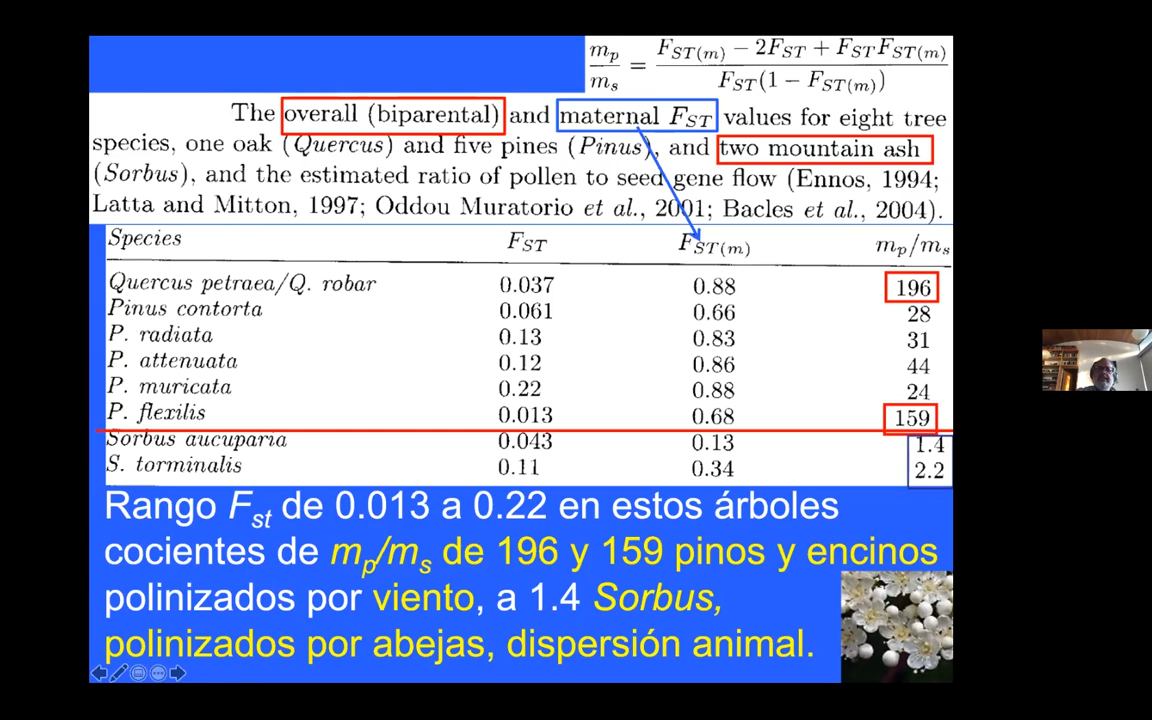 m_p/m_s = (F_ST(m) − 2F_ST + F_ST F_ST(m)) / (F_ST(1 − F_ST(m)))
The overall (biparental) and maternal F_ST values for eight tree
species, one oak (Quercus) and five pines (Pinus), and two mountain ash
(Sorbus), and the estimated ratio of pollen to seed gene flow (Ennos, 1994;
Latta and Mitton, 1997; Oddou Muratorio et al., 2001; Bacles et al., 2004).
Species F_ST F_ST(m) m_p/m_s
Quercus petraea/Q. robar 0.037 0.88 196
Pinus contorta 0.061 0.66 28
P. radiata 0.13 0.83 31
P. attenuata 0.12 0.86 44
P. muricata 0.22 0.88 24
P. flexilis 0.013 0.68 159
Sorbus aucuparia 0.043 0.13 1.4
S. torminalis 0.11 0.34 2.2
Rango F_st de 0.013 a 0.22 en estos árboles
cocientes de m_p/m_s de 196 y 159 pinos y encinos
polinizados por viento, a 1.4 Sorbus,
polinizados por abejas, dispersión animal.